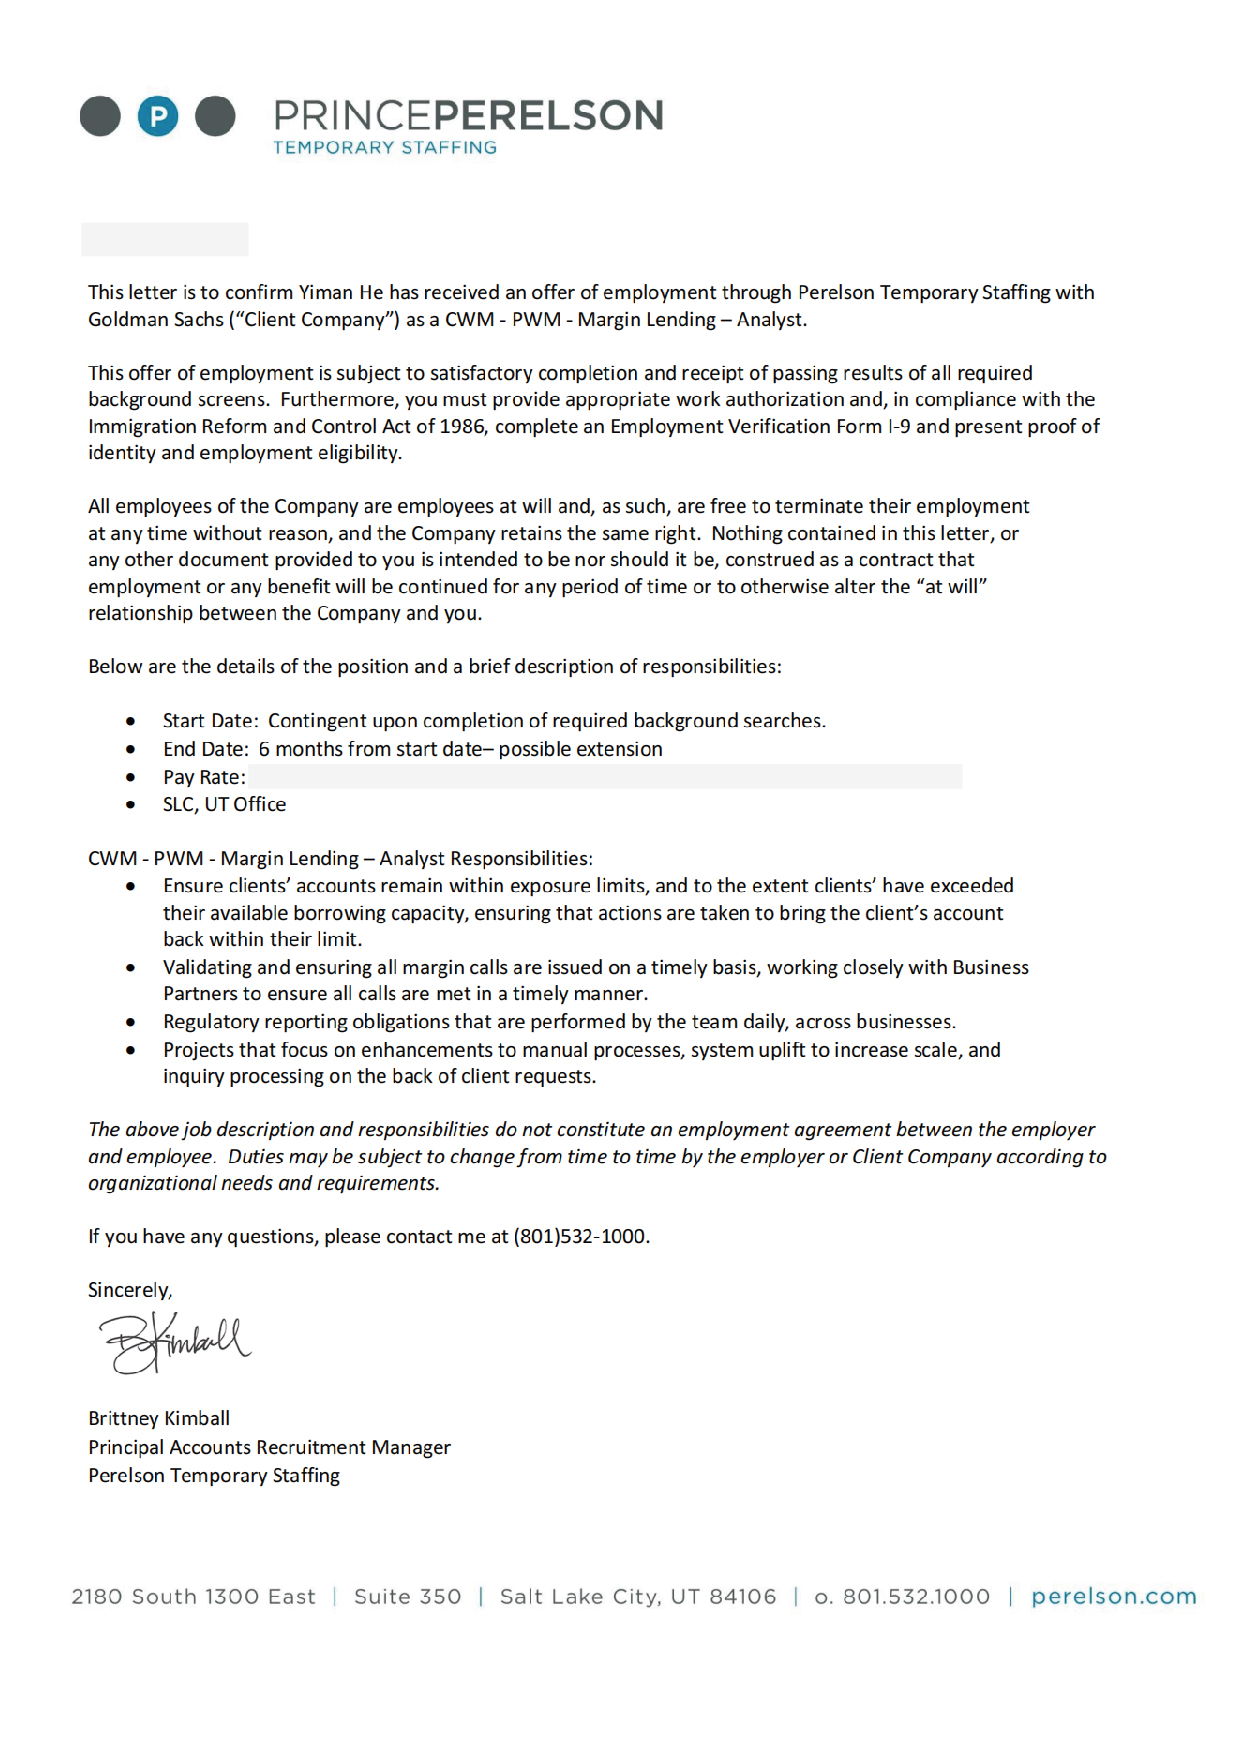 P PRINCEPERELSON
TEMPORARY STAFFING
This letter is to confirm Yiman He has received an offer of employment through Perelson Temporary Staffing with
Goldman Sachs (“Client Company”) as a CWM - PWM - Margin Lending – Analyst.
This offer of employment is subject to satisfactory completion and receipt of passing results of all required
background screens.  Furthermore, you must provide appropriate work authorization and, in compliance with the
Immigration Reform and Control Act of 1986, complete an Employment Verification Form I-9 and present proof of
identity and employment eligibility.
All employees of the Company are employees at will and, as such, are free to terminate their employment
at any time without reason, and the Company retains the same right.  Nothing contained in this letter, or
any other document provided to you is intended to be nor should it be, construed as a contract that
employment or any benefit will be continued for any period of time or to otherwise alter the “at will”
relationship between the Company and you.
Below are the details of the position and a brief description of responsibilities:
• Start Date:  Contingent upon completion of required background searches.
• End Date:  6 months from start date– possible extension
• Pay Rate:
• SLC, UT Office
CWM - PWM - Margin Lending – Analyst Responsibilities:
• Ensure clients’ accounts remain within exposure limits, and to the extent clients’ have exceeded
their available borrowing capacity, ensuring that actions are taken to bring the client’s account
back within their limit.
• Validating and ensuring all margin calls are issued on a timely basis, working closely with Business
Partners to ensure all calls are met in a timely manner.
• Regulatory reporting obligations that are performed by the team daily, across businesses.
• Projects that focus on enhancements to manual processes, system uplift to increase scale, and
inquiry processing on the back of client requests.
The above job description and responsibilities do not constitute an employment agreement between the employer
and employee.  Duties may be subject to change from time to time by the employer or Client Company according to
organizational needs and requirements.
If you have any questions, please contact me at (801)532-1000.
Sincerely,
BKimball
Brittney Kimball
Principal Accounts Recruitment Manager
Perelson Temporary Staffing
2180 South 1300 East | Suite 350 | Salt Lake City, UT 84106 | o. 801.532.1000 | perelson.com